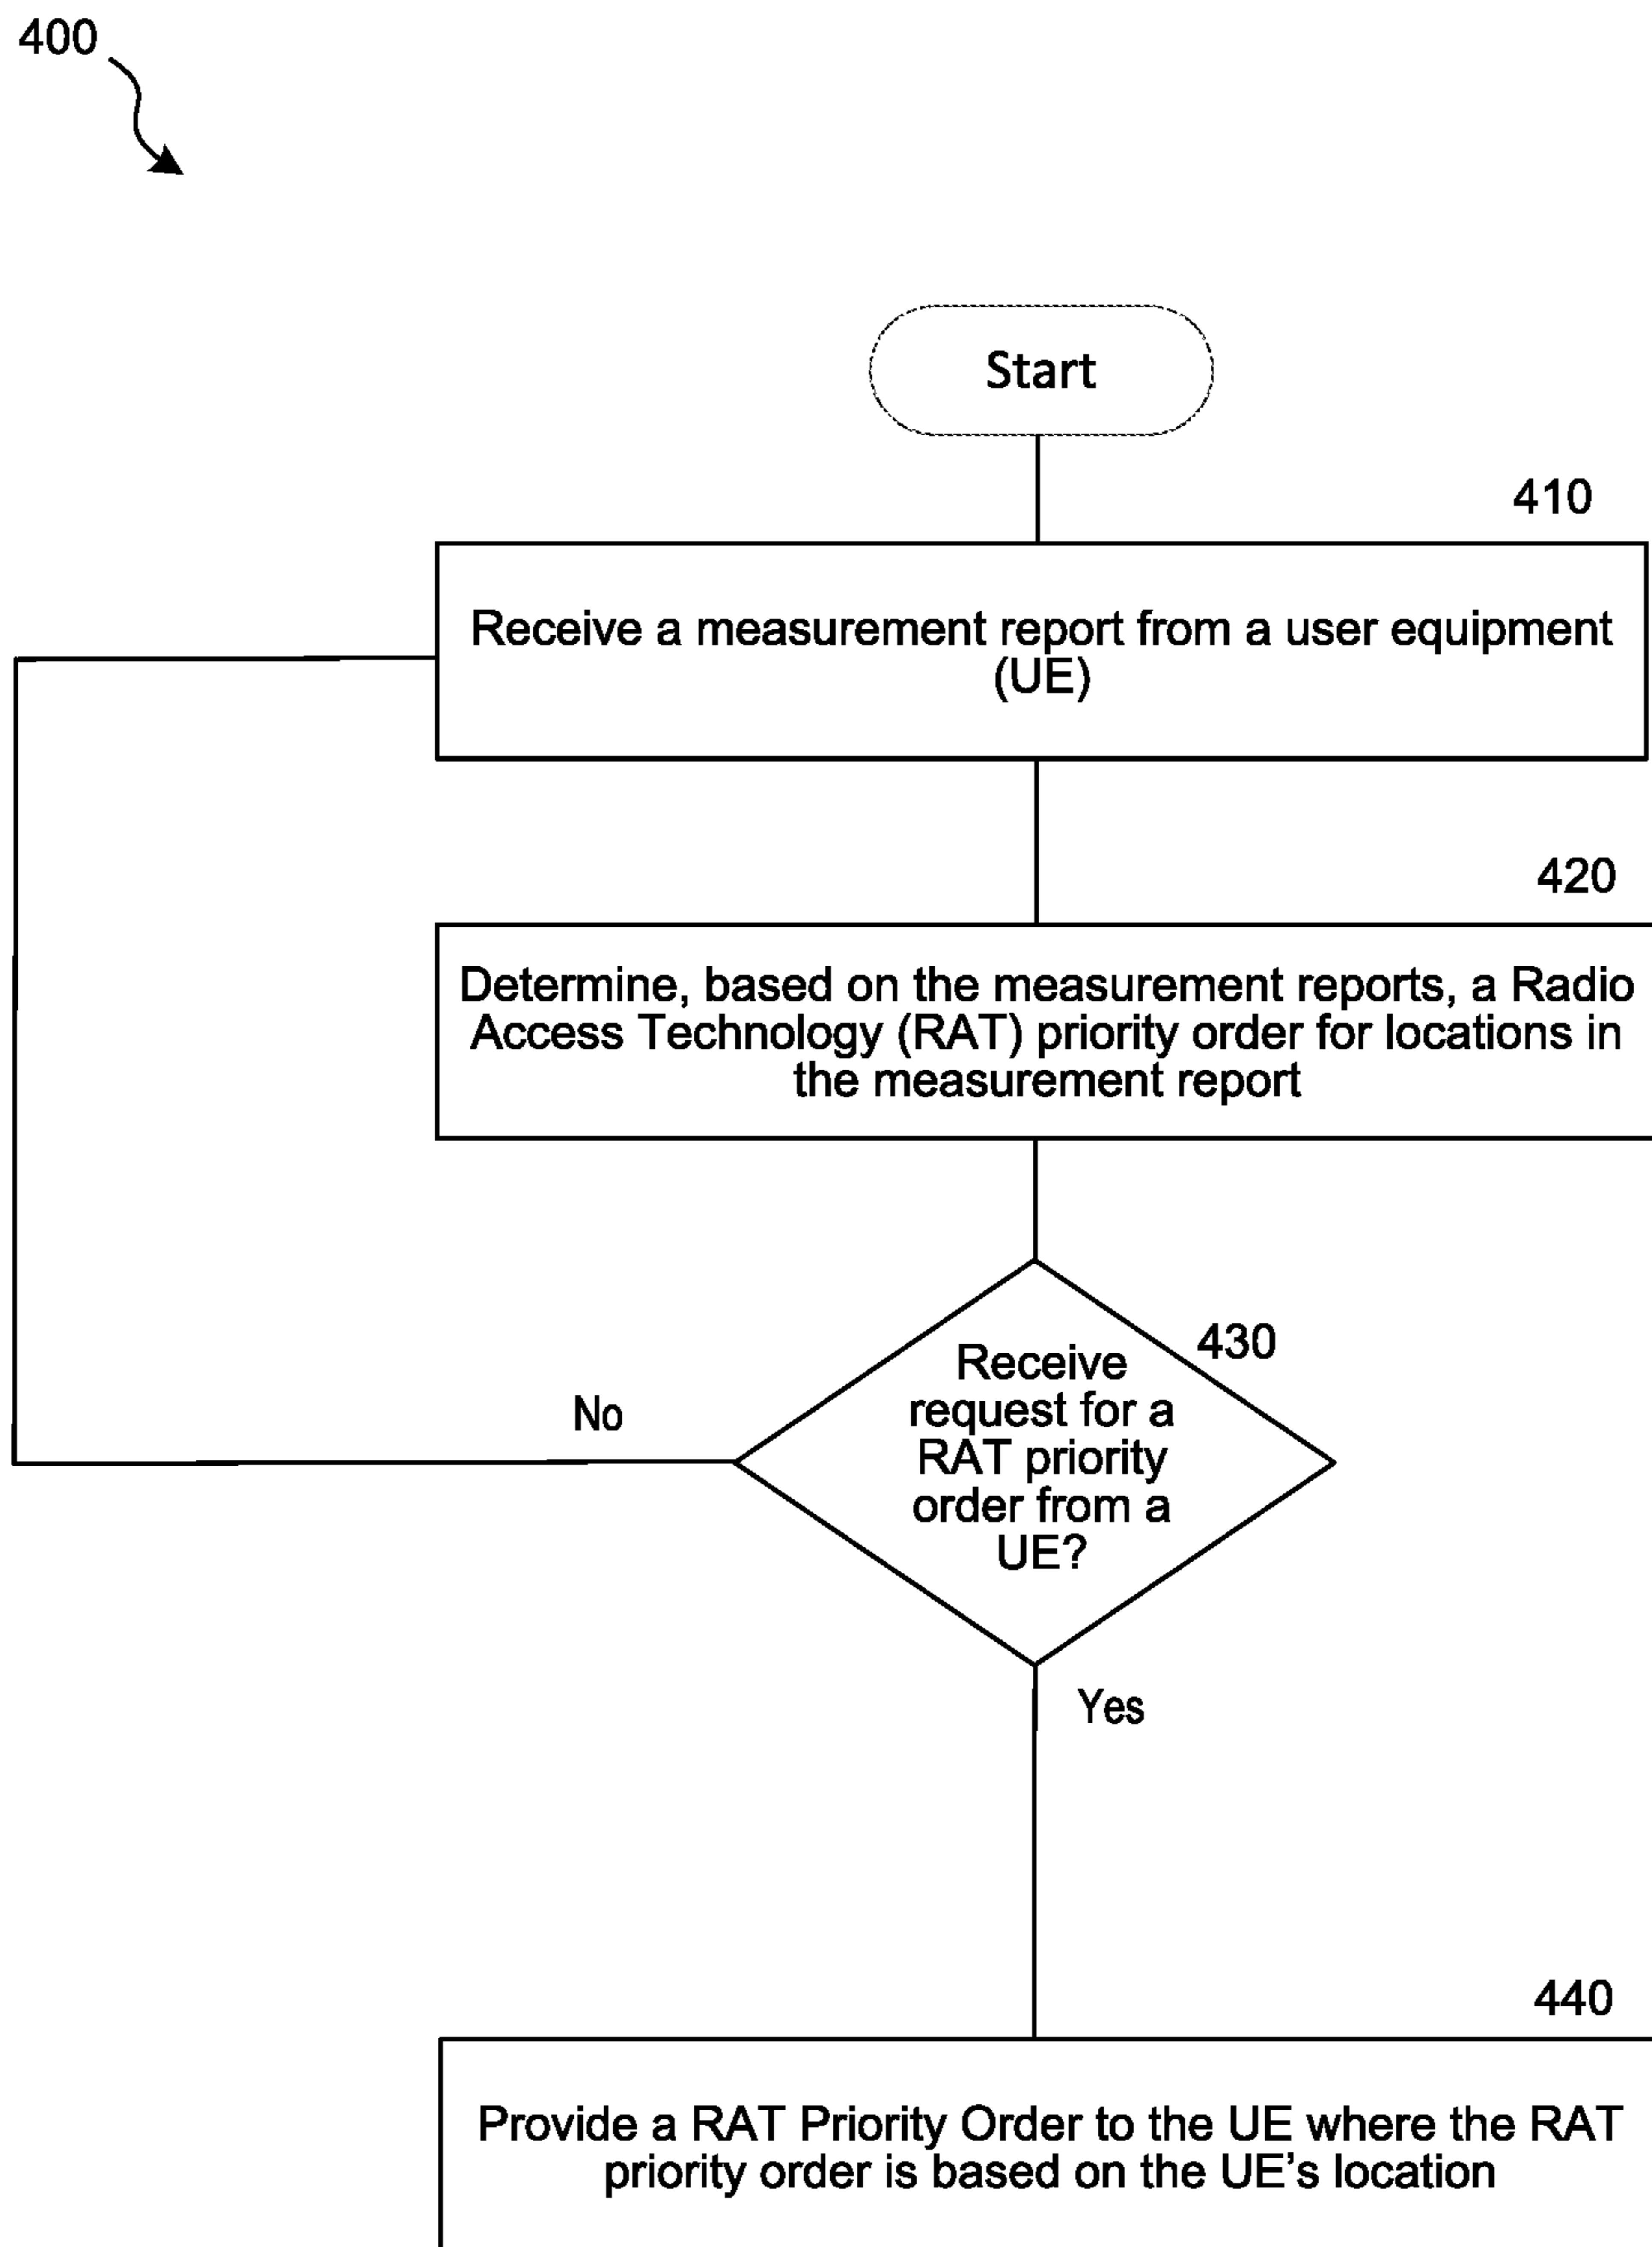 400
Start
410
Receive a measurement report from a user equipment
(UE)
420
Determine, based on the measurement reports, a Radio
Access Technology (RAT) priority order for locations in
the measurement report
430
Receive
request for a
RAT priority
order from a
UE?
No
Yes
440
Provide a RAT Priority Order to the UE where the RAT
priority order is based on the UE’s location